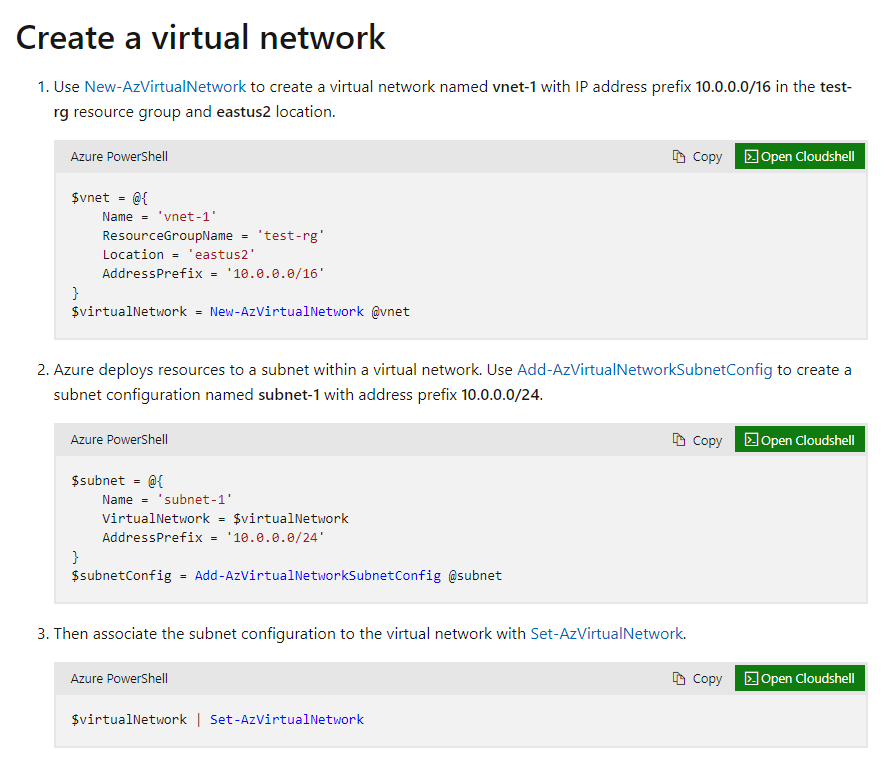 Create a virtual network
1. Use New-AzVirtualNetwork to create a virtual network named vnet-1 with IP address prefix 10.0.0.0/16 in the test-
rg resource group and eastus2 location.
Azure PowerShell Copy Open Cloudshell
$vnet = @{
    Name = 'vnet-1'
    ResourceGroupName = 'test-rg'
    Location = 'eastus2'
    AddressPrefix = '10.0.0.0/16'
}
$virtualNetwork = New-AzVirtualNetwork @vnet
2. Azure deploys resources to a subnet within a virtual network. Use Add-AzVirtualNetworkSubnetConfig to create a
subnet configuration named subnet-1 with address prefix 10.0.0.0/24.
Azure PowerShell Copy Open Cloudshell
$subnet = @{
    Name = 'subnet-1'
    VirtualNetwork = $virtualNetwork
    AddressPrefix = '10.0.0.0/24'
}
$subnetConfig = Add-AzVirtualNetworkSubnetConfig @subnet
3. Then associate the subnet configuration to the virtual network with Set-AzVirtualNetwork.
Azure PowerShell Copy Open Cloudshell
$virtualNetwork | Set-AzVirtualNetwork